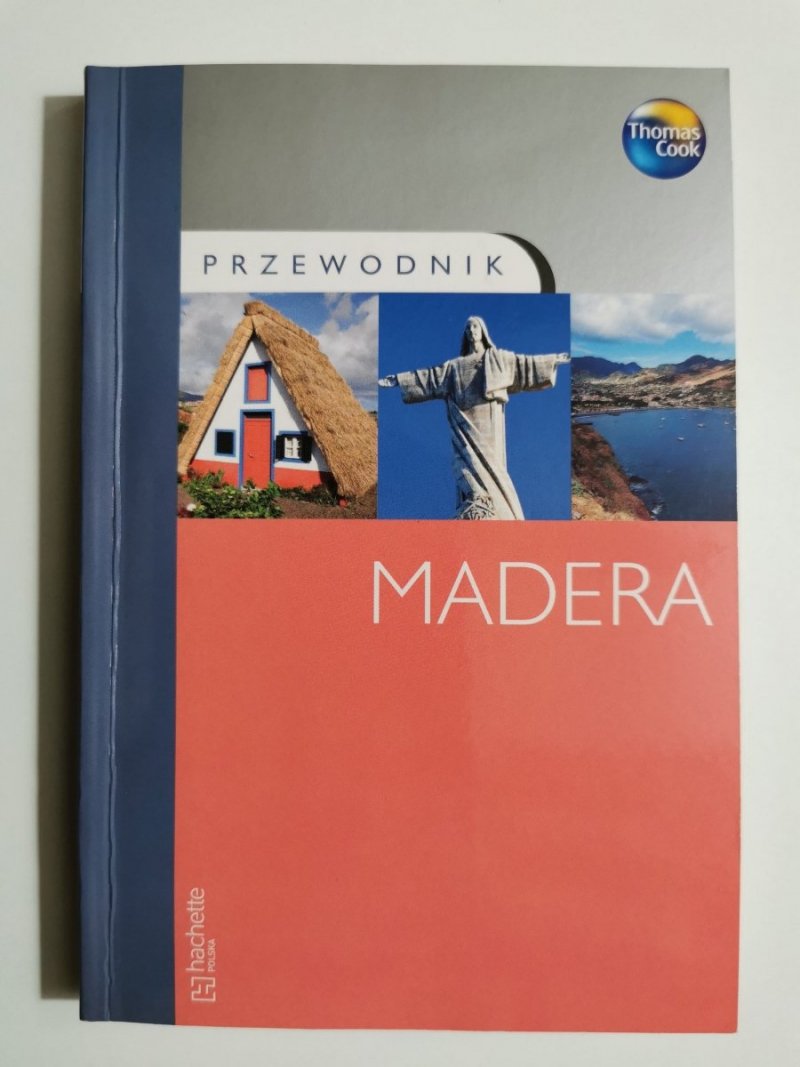 Thomas
Cook
PRZEWODNIK
MADERA
hachette
POLSKA